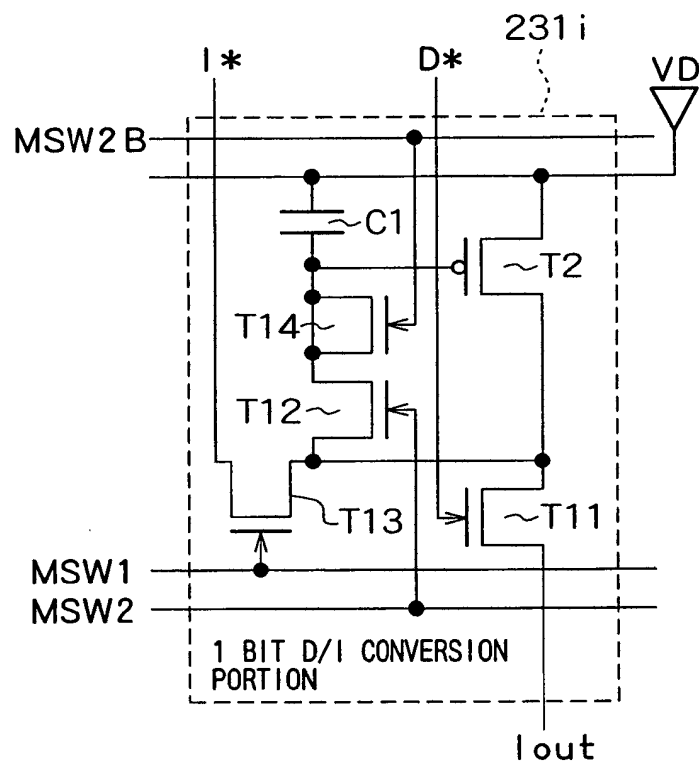 231i
I*
D*
VD
MSW2B
C1
T2
T14
T12
T13
T11
MSW1
MSW2
1 BIT D/I CONVERSION
PORTION
Iout